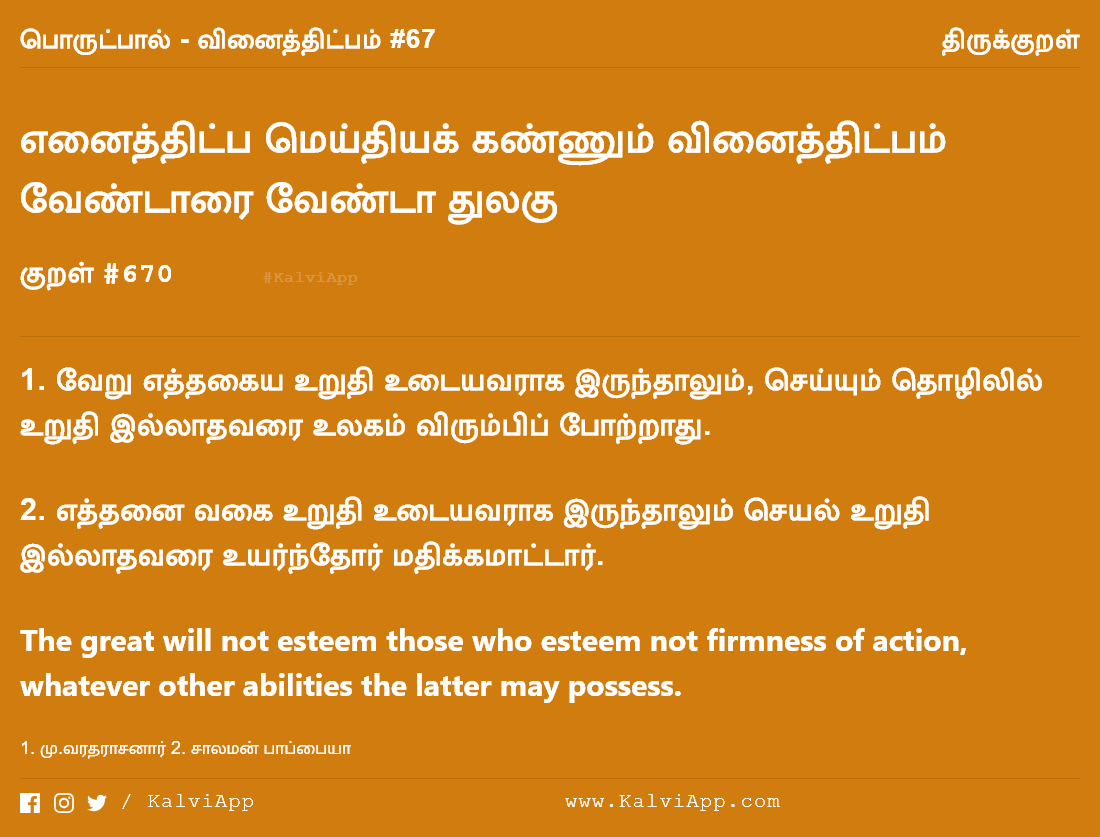 பொருட்பால் - வினைத்திட்பம் #67 திருக்குறள்
எனைத்திட்ப மெய்தியக் கண்ணும் வினைத்திட்பம்
வேண்டாரை வேண்டா துலகு
குறள் #670 #KalviApp
1. வேறு எத்தகைய உறுதி உடையவராக இருந்தாலும், செய்யும் தொழிலில்
உறுதி இல்லாதவரை உலகம் விரும்பிப் போற்றாது.
2. எத்தனை வகை உறுதி உடையவராக இருந்தாலும் செயல் உறுதி
இல்லாதவரை உயர்ந்தோர் மதிக்கமாட்டார்.
The great will not esteem those who esteem not firmness of action,
whatever other abilities the latter may possess.
1. மு.வரதராசனார் 2. சாலமன் பாப்பையா
/ KalviApp www.KalviApp.com